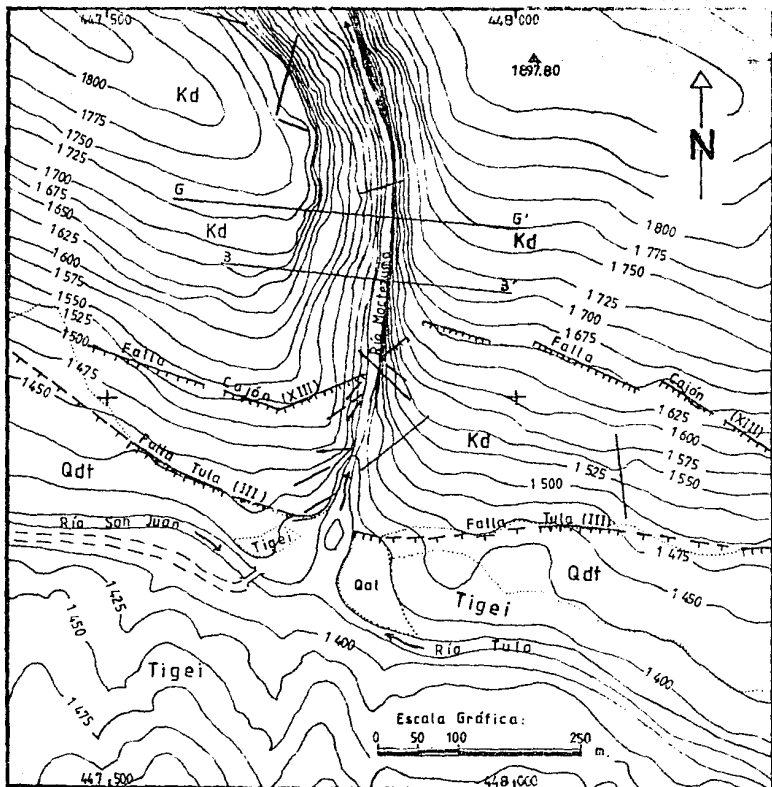 447 500
448 000
1897.80
N
1800
Kd
1775
1750
1725
1700
1675
1650
1625
1600
1575
1550
1525
1500
1475
1450
G
G'
Kd
Kd
1800
1775
1750
1725
1700
1675
B'
Río Moctezuma
Falla
Cajón (XIII)
Falla
Cajón (XIII)
1625
1600
1575
1550
1525
1500
1475
1450
1400
Kd
Qdt
Falla Tula (III)
Falla Tula (III)
Río San Juan
Tigei
Qdt
Qal
Tigei
Río Tula
1425
1450
1400
Tigei
1475
Escala Gráfica:
0 50 100 250
m
447,500
448,000